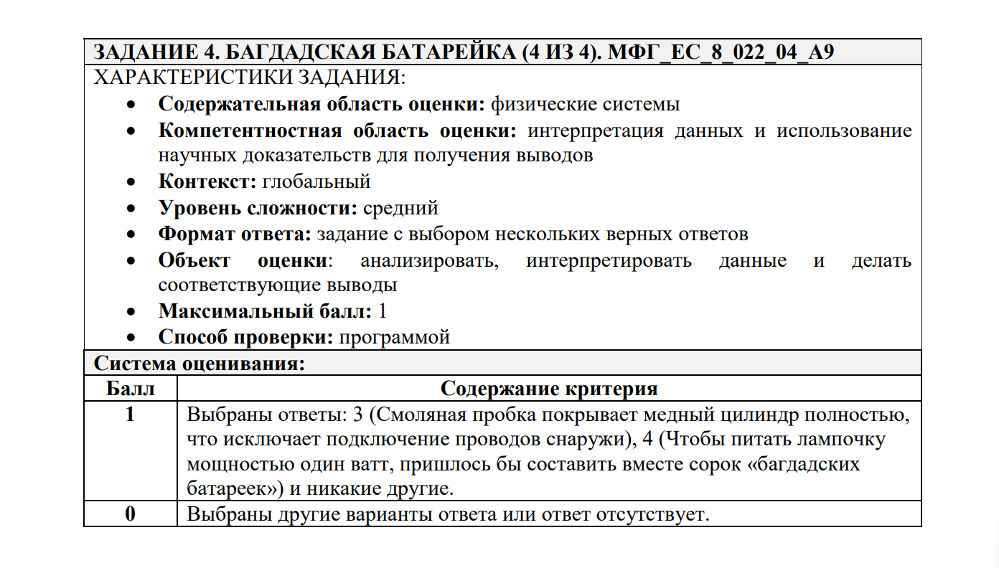 ЗАДАНИЕ 4. БАГДАДСКАЯ БАТАРЕЙКА (4 ИЗ 4). МФГ_ЕС_8_022_04_А9
ХАРАКТЕРИСТИКИ ЗАДАНИЯ:
• Содержательная область оценки: физические системы
• Компетентностная область оценки: интерпретация данных и использование
научных доказательств для получения выводов
• Контекст: глобальный
• Уровень сложности: средний
• Формат ответа: задание с выбором нескольких верных ответов
• Объект оценки: анализировать, интерпретировать данные и делать
соответствующие выводы
• Максимальный балл: 1
• Способ проверки: программой
Система оценивания:
Балл Содержание критерия
1 Выбраны ответы: 3 (Смоляная пробка покрывает медный цилиндр полностью,
что исключает подключение проводов снаружи), 4 (Чтобы питать лампочку
мощностью один ватт, пришлось бы составить вместе сорок «багдадских
батареек») и никакие другие.
0 Выбраны другие варианты ответа или ответ отсутствует.